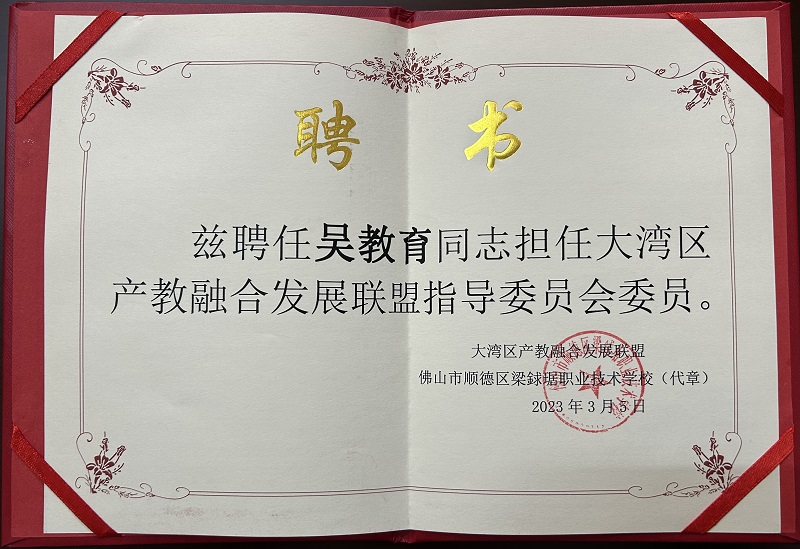 聘书
兹聘任吴教育同志担任大湾区
产教融合发展联盟指导委员会委员。
大湾区产教融合发展联盟
佛山市顺德区梁銶琚职业技术学校（代章）
2023年3月5日